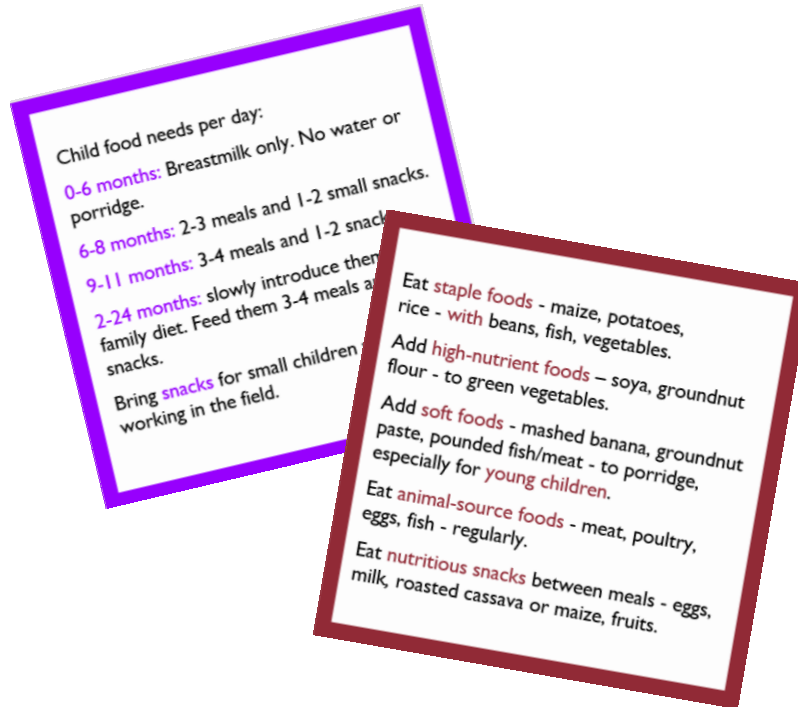 Child food needs per day:
0-6 months: Breastmilk only. No water or
porridge.
6-8 months: 2-3 meals and 1-2 small snacks.
9-11 months: 3-4 meals and 1-2
2-24 months: slowly introduce
family diet. Feed them 3-4 meals
snacks.
Bring snacks for small children
working in the field.
Eat staple foods - maize, potatoes,
rice - with beans, fish, vegetables.
Add high-nutrient foods – soya, groundnut
flour - to green vegetables.
Add soft foods - mashed banana, groundnut
paste, pounded fish/meat - to porridge,
especially for young children.
Eat animal-source foods - meat, poultry,
eggs, fish - regularly.
Eat nutritious snacks between meals - eggs,
milk, roasted cassava or maize, fruits.